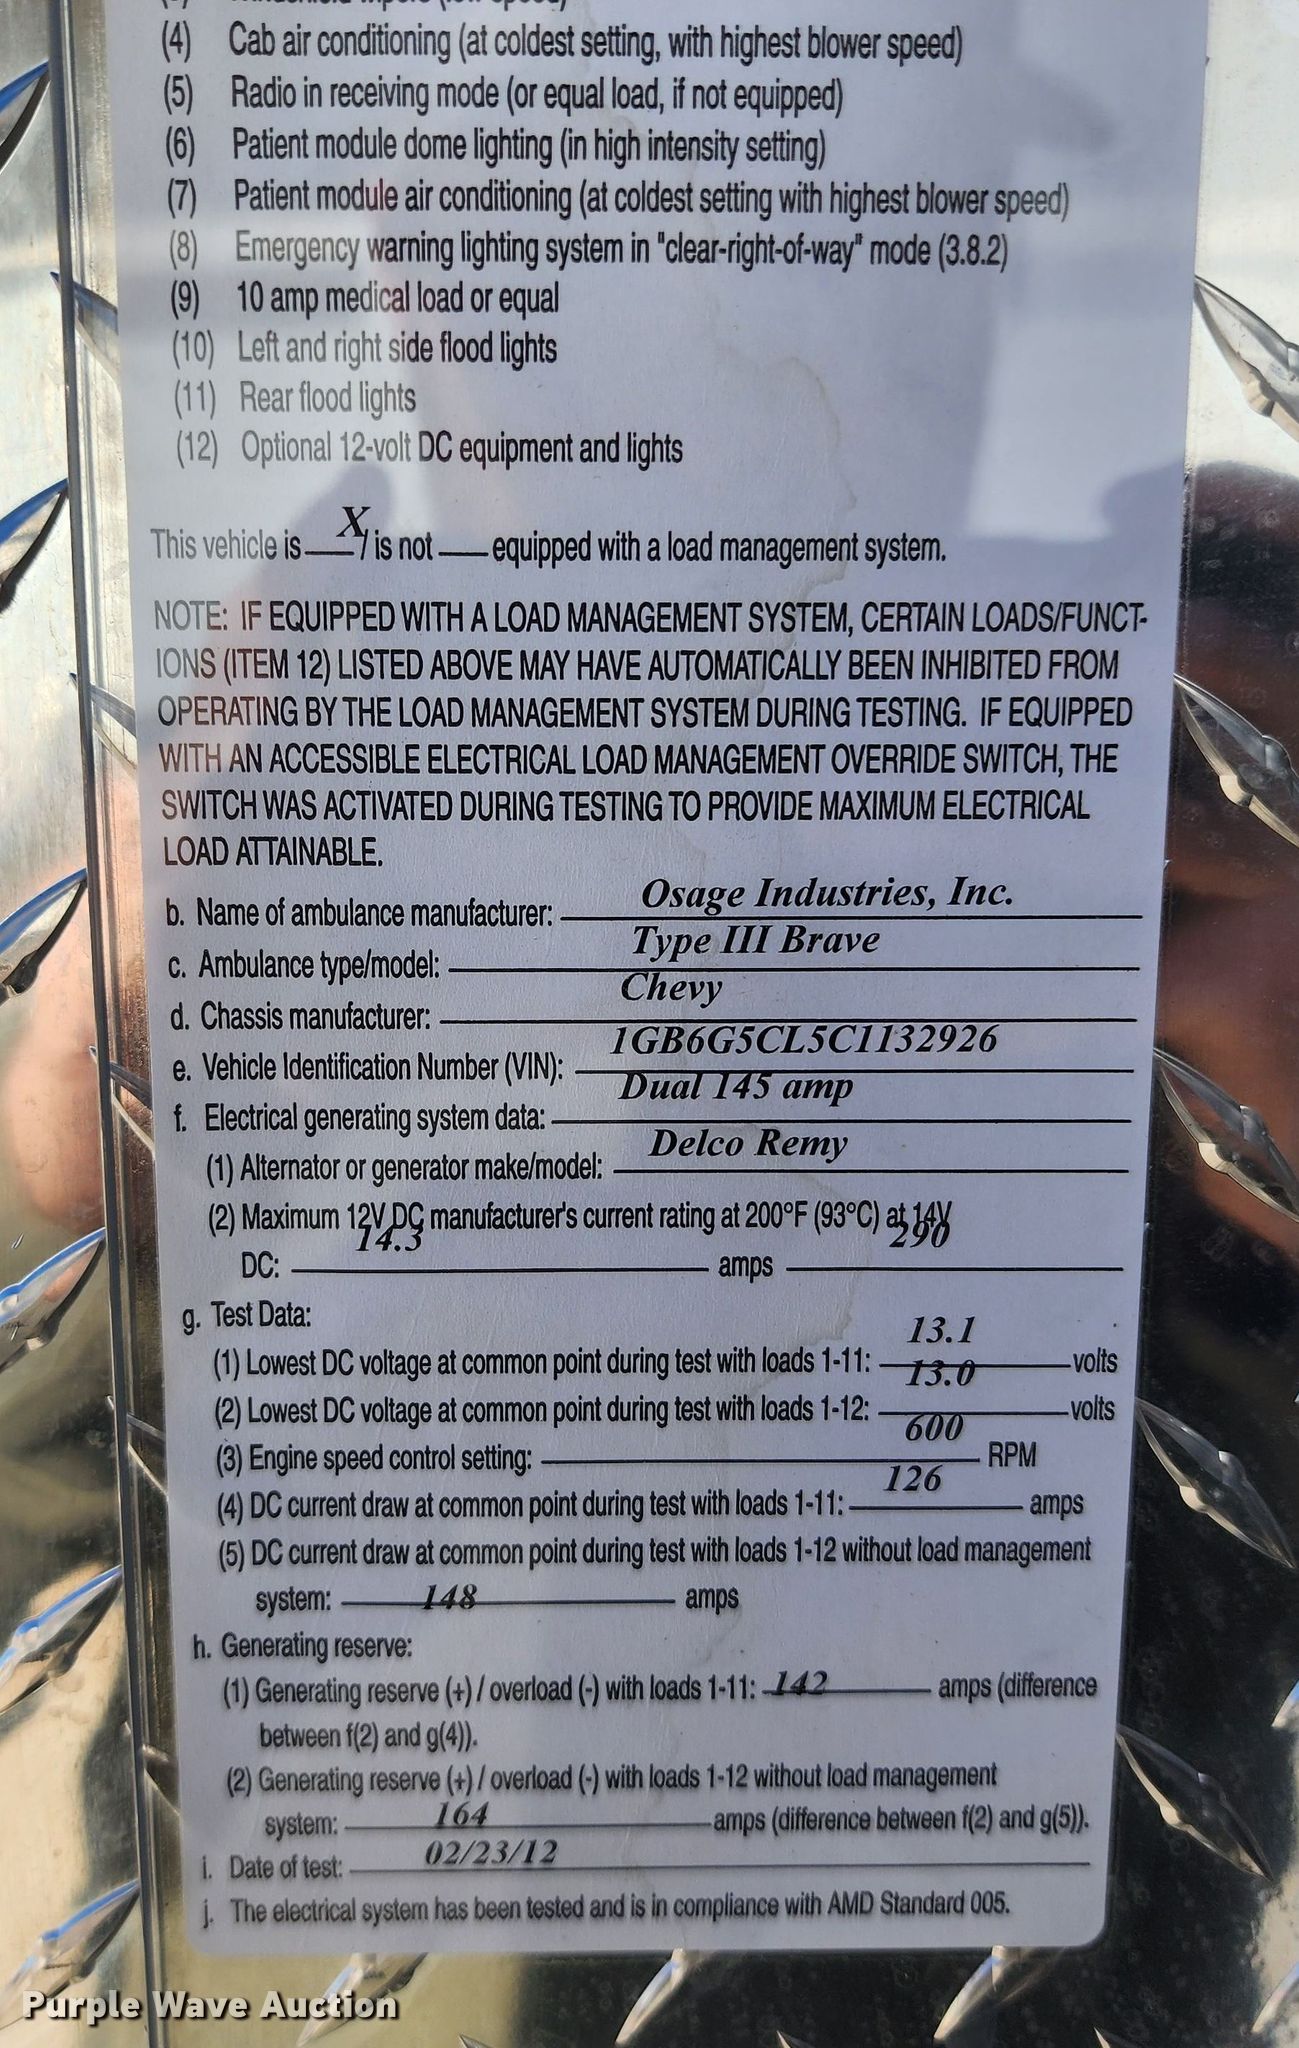 (3) Windshield wipers (low speed)
(4) Cab air conditioning (at coldest setting, with highest blower speed)
(5) Radio in receiving mode (or equal load, if not equipped)
(6) Patient module dome lighting (in high intensity setting)
(7) Patient module air conditioning (at coldest setting with highest blower speed)
(8) Emergency warning lighting system in "clear-right-of-way" mode (3.8.2)
(9) 10 amp medical load or equal
(10) Left and right side flood lights
(11) Rear flood lights
(12) Optional 12-volt DC equipment and lights
This vehicle is X / is not ___ equipped with a load management system.
NOTE: IF EQUIPPED WITH A LOAD MANAGEMENT SYSTEM, CERTAIN LOADS/FUNCT-
IONS (ITEM 12) LISTED ABOVE MAY HAVE AUTOMATICALLY BEEN INHIBITED FROM
OPERATING BY THE LOAD MANAGEMENT SYSTEM DURING TESTING. IF EQUIPPED
WITH AN ACCESSIBLE ELECTRICAL LOAD MANAGEMENT OVERRIDE SWITCH, THE
SWITCH WAS ACTIVATED DURING TESTING TO PROVIDE MAXIMUM ELECTRICAL
LOAD ATTAINABLE.
b. Name of ambulance manufacturer: Osage Industries, Inc.
c. Ambulance type/model: Type III Brave
d. Chassis manufacturer: Chevy
e. Vehicle Identification Number (VIN): 1GB6G5CL5C1132926
f. Electrical generating system data: Dual 145 amp
(1) Alternator or generator make/model: Delco Remy
(2) Maximum 12V DC manufacturer's current rating at 200°F (93°C) at 14V
DC: 14.3 amps 290
g. Test Data:
(1) Lowest DC voltage at common point during test with loads 1-11: 13.1 volts
(2) Lowest DC voltage at common point during test with loads 1-12: 13.0 volts
(3) Engine speed control setting: 600 RPM
(4) DC current draw at common point during test with loads 1-11: 126 amps
(5) DC current draw at common point during test with loads 1-12 without load management
system: 148 amps
h. Generating reserve:
(1) Generating reserve (+) / overload (-) with loads 1-11: 142 amps (difference
between f(2) and g(4)).
(2) Generating reserve (+) / overload (-) with loads 1-12 without load management
system: 164 amps (difference between f(2) and g(5)).
i. Date of test: 02/23/12
j. The electrical system has been tested and is in compliance with AMD Standard 005.
Purple Wave Auction